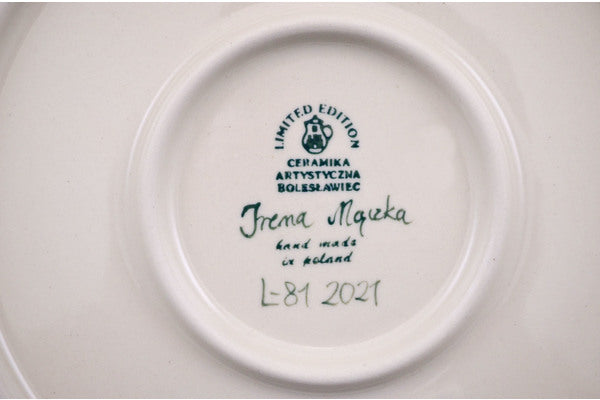 LIMITED EDITION
CERAMIKA
ARTYSTYCZNA
BOLESŁAWIEC
Irena Mączka
hand made
in poland
L-81 2021